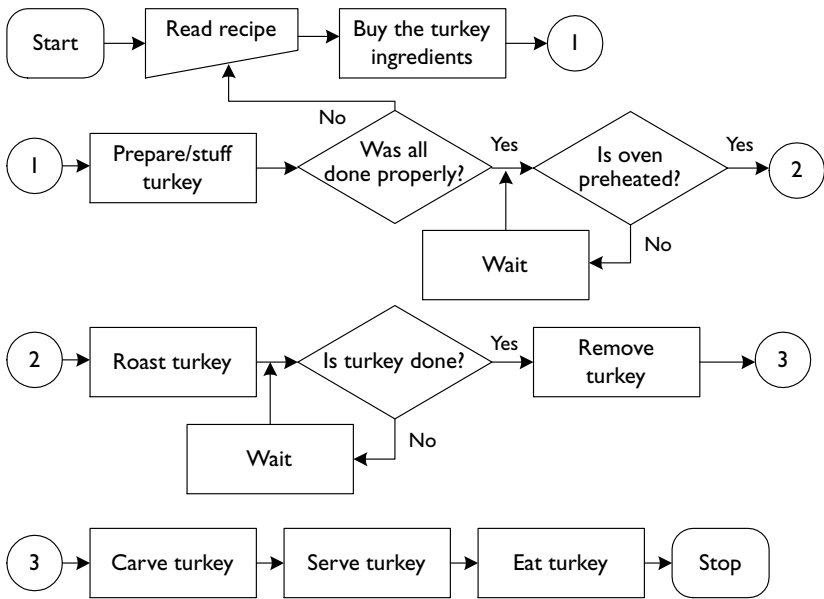 Start
Read recipe
Buy the turkey
ingredients
1
No
1
Prepare/stuff
turkey
Was all
done properly?
Yes
Is oven
preheated?
Yes
2
No
Wait
2
Roast turkey
Is turkey done?
Yes
Remove
turkey
3
No
Wait
3
Carve turkey
Serve turkey
Eat turkey
Stop